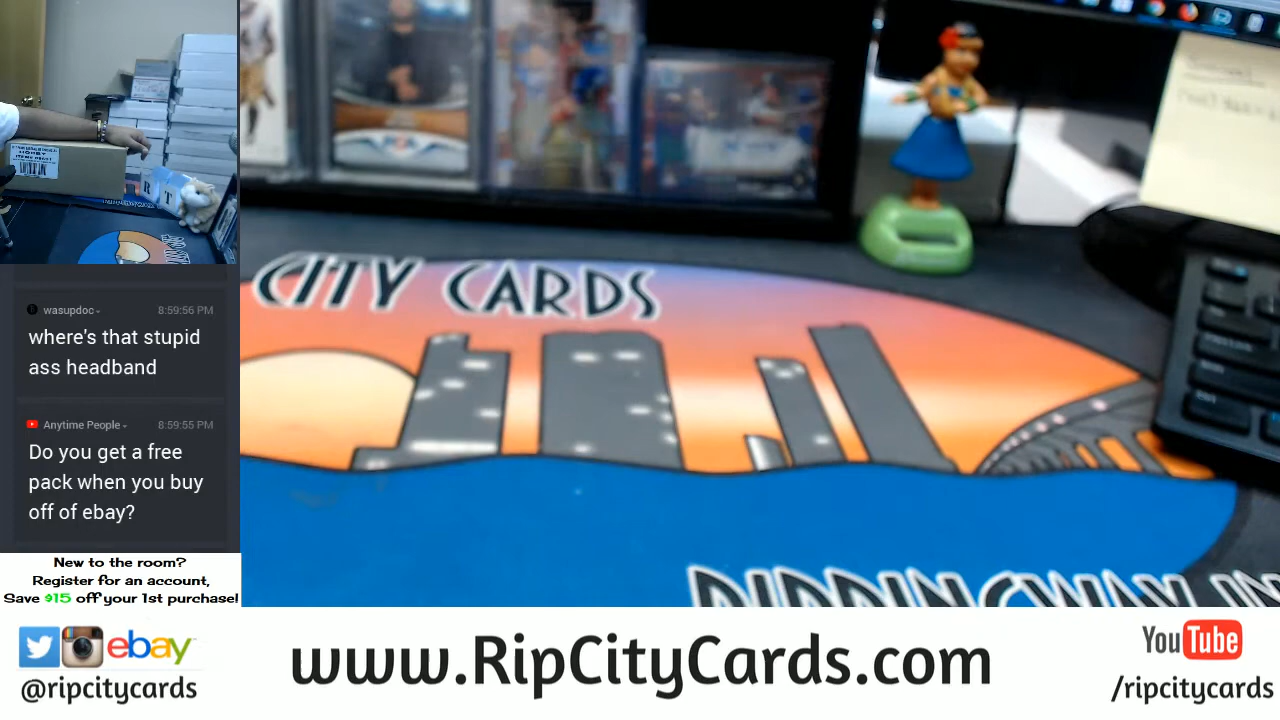 CITY CARDS
R
T
wasupdoc
8:59:56 PM
where's that stupid
ass headband
Anytime People
8:59:55 PM
Do you get a free
pack when you buy
off of ebay?
New to the room?
Register for an account,
Save $15 off your 1st purchase!
ebay
@ripcitycards
www.RipCityCards.com
YouTube
/ripcitycards